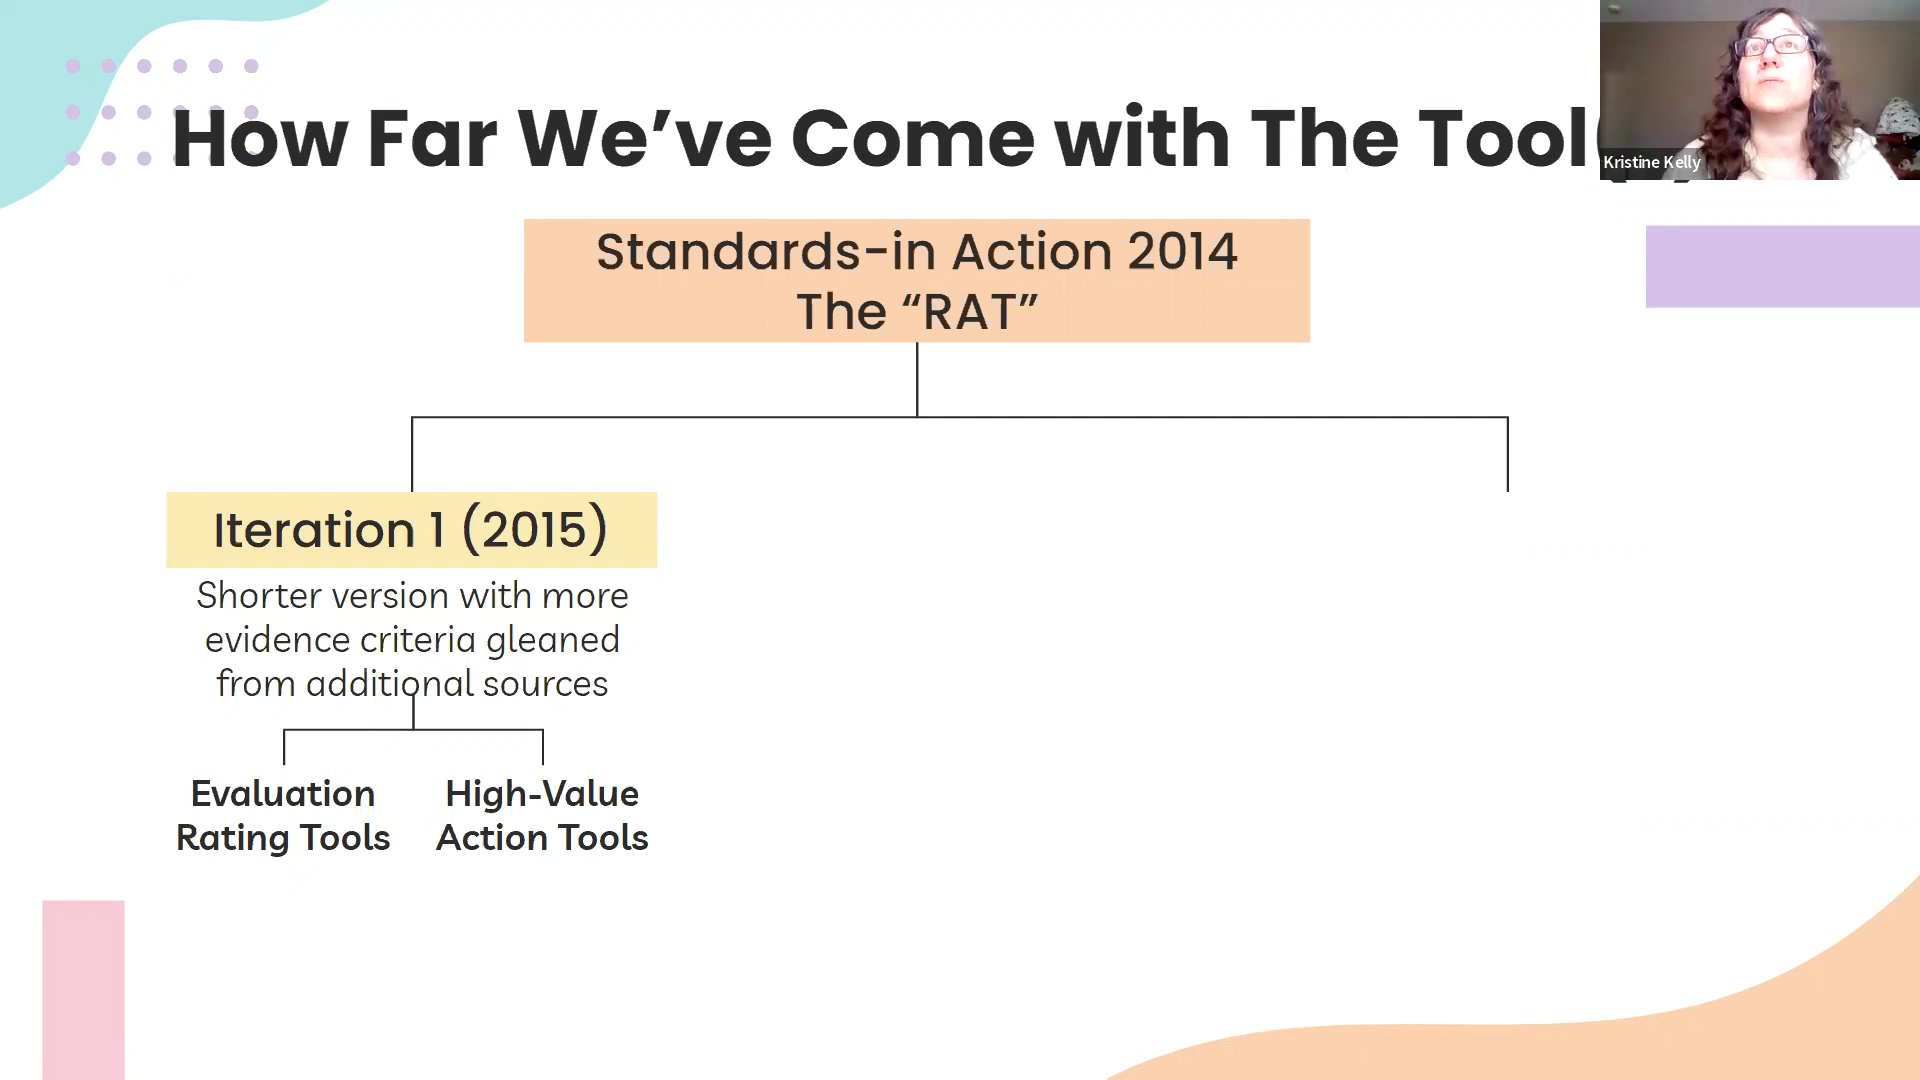 How Far We’ve Come with The Tool
Kristine Kelly
Standards-in Action 2014
The “RAT”
Iteration 1 (2015)
Shorter version with more
evidence criteria gleaned
from additional sources
Evaluation
Rating Tools
High-Value
Action Tools